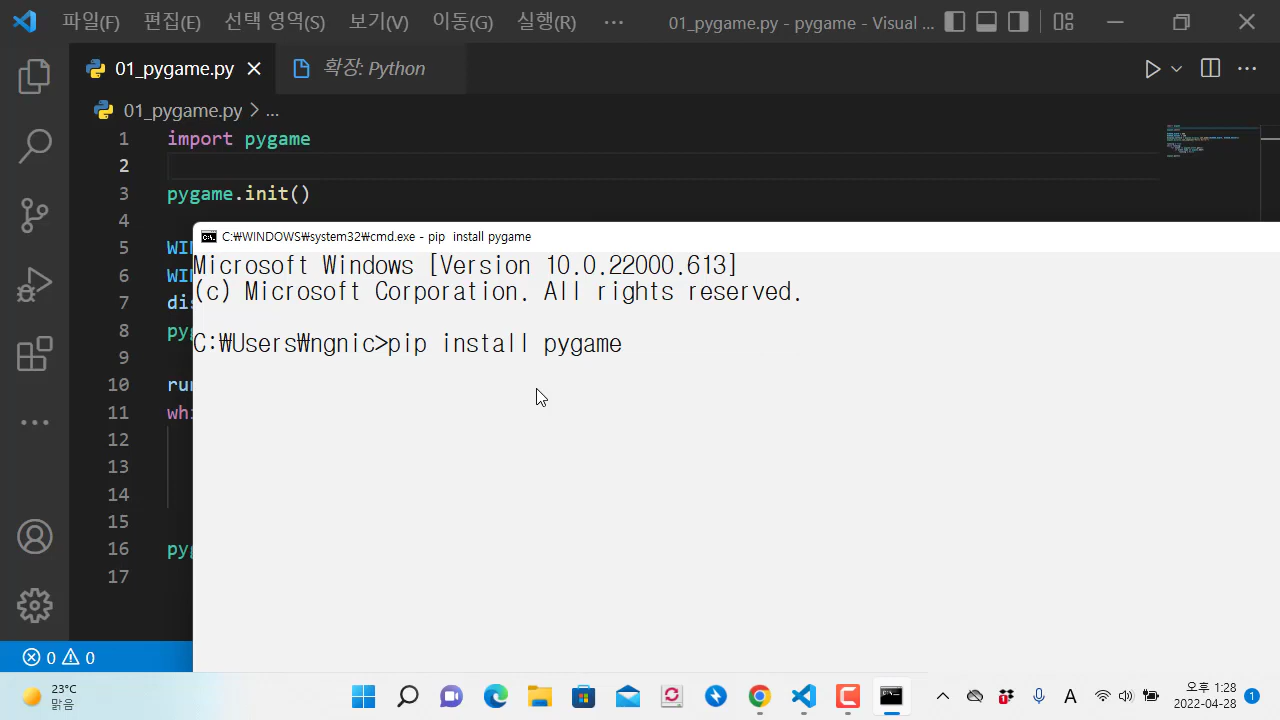 파일(F) 편집(E) 선택 영역(S) 보기(V) 이동(G) 실행(R) ··· 01_pygame.py - pygame - Visual ...
01_pygame.py 확장: Python
01_pygame.py > ...
1 import pygame
2
3 pygame.init()
4
C:₩WINDOWS₩system32₩cmd.exe - pip install pygame
5 WI
6 WI
7 dis
8 py
9
10 ru
11 whi
12
13
14
15
16 py
17
Microsoft Windows [Version 10.0.22000.613]
(c) Microsoft Corporation. All rights reserved.
C:₩Users₩ngnic>pip install pygame
0 0
23°C
맑음
A
오후 1:28
2022-04-28
1